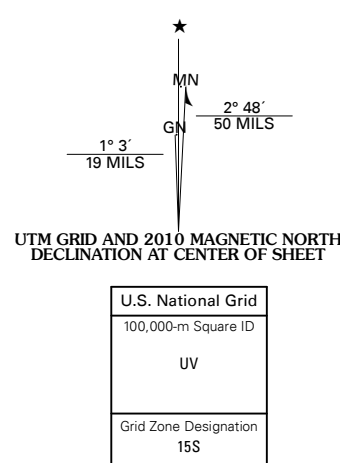 ★
MN
GN
2° 48´
50 MILS
1° 3´
19 MILS
UTM GRID AND 2010 MAGNETIC NORTH
DECLINATION AT CENTER OF SHEET
U.S. National Grid
100,000-m Square ID
UV
Grid Zone Designation
15S